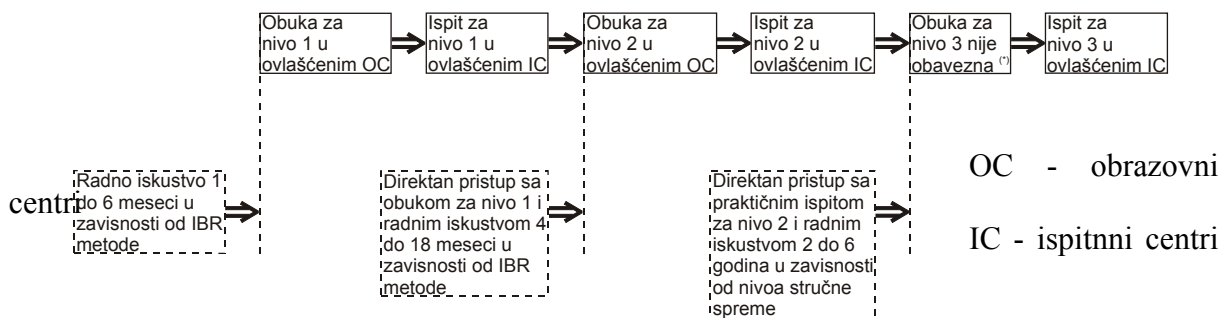 Obuka za
nivo 1 u
ovlašćenim OC
Ispit za
nivo 1 u
ovlašćenim IC
Obuka za
nivo 2 u
ovlašćenim OC
Ispit za
nivo 2 u
ovlašćenim IC
Obuka za
nivo 3 nije
obavezna (*)
Ispit za
nivo 3 u
ovlašćenim IC
Radno iskustvo 1
do 6 meseci u
zavisnosti od IBR
metode
Direktan pristup sa
obukom za nivo 1 i
radnim iskustvom 4
do 18 meseci u
zavisnosti od IBR
metode
Direktan pristup sa
praktičnim ispitom
za nivo 2 i radnim
iskustvom 2 do 6
godina u zavisnosti
od nivoa stručne
spreme
OC - obrazovni
centri
IC - ispitnni centri